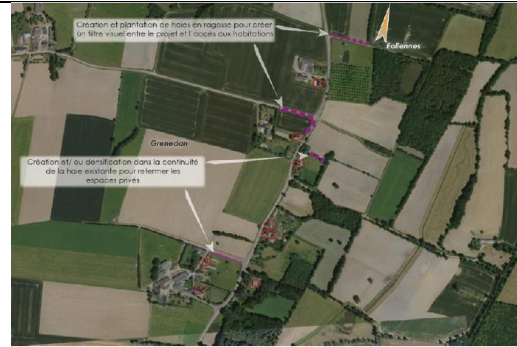 Création et plantation de haies en ragosse pour créer
un filtre visuel entre le projet et l'accès aux habitations
Follennes
Grenedan
Création et/ ou densification dans la continuité
de la haie existante pour refermer les
espaces privés